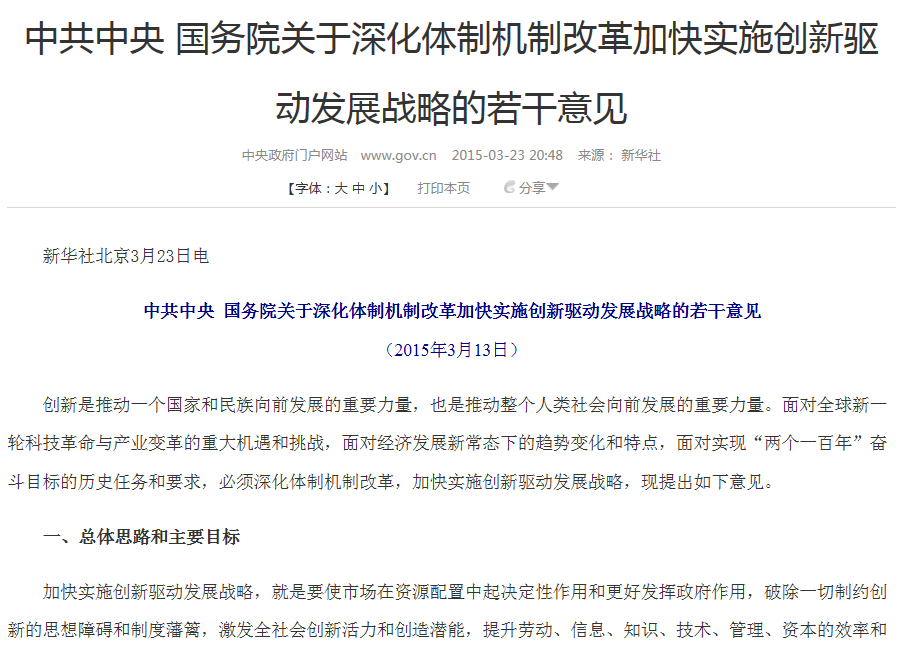 中共中央 国务院关于深化体制机制改革加快实施创新驱
动发展战略的若干意见
中央政府门户网站 www.gov.cn 2015-03-23 20:48 来源： 新华社
【字体：大 中 小】 打印本页 分享
新华社北京3月23日电
中共中央 国务院关于深化体制机制改革加快实施创新驱动发展战略的若干意见
（2015年3月13日）
创新是推动一个国家和民族向前发展的重要力量，也是推动整个人类社会向前发展的重要力量。面对全球新一
轮科技革命与产业变革的重大机遇和挑战，面对经济发展新常态下的趋势变化和特点，面对实现“两个一百年”奋
斗目标的历史任务和要求，必须深化体制机制改革，加快实施创新驱动发展战略，现提出如下意见。
一、总体思路和主要目标
加快实施创新驱动发展战略，就是要使市场在资源配置中起决定性作用和更好发挥政府作用，破除一切制约创
新的思想障碍和制度藩篱，激发全社会创新活力和创造潜能，提升劳动、信息、知识、技术、管理、资本的效率和